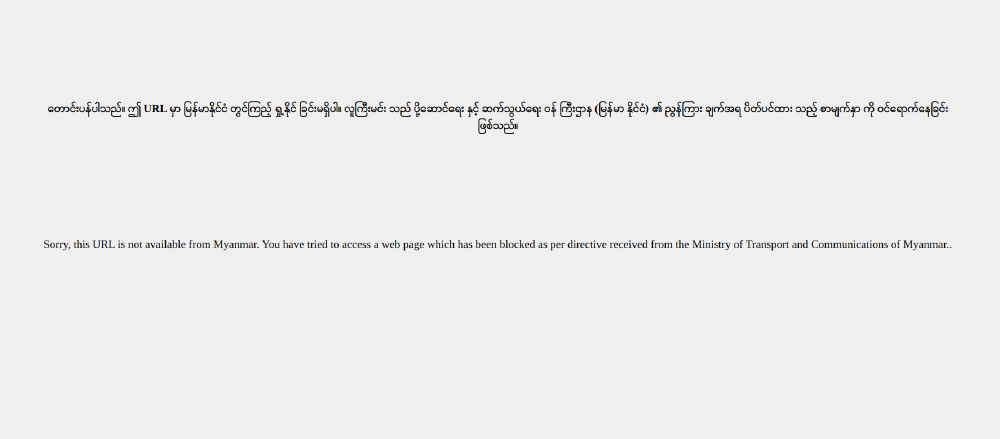 တောင်းပန်ပါသည်။ ဤ URL မှာ မြန်မာနိုင်ငံ တွင်ကြည့် ရှု့နိုင် ခြင်းမရှိပါ။ လူကြီးမင်း သည် ပို့ဆောင်ရေး နှင့် ဆက်သွယ်ရေး ဝန် ကြီးဌာန (မြန်မာ နိုင်ငံ) ၏ ညွှန်ကြား ချက်အရ ပိတ်ပင်ထား သည့် စာမျက်နှာ ကို ဝင်ရောက်နေခြင်း
ဖြစ်သည်။
Sorry, this URL is not available from Myanmar. You have tried to access a web page which has been blocked as per directive received from the Ministry of Transport and Communications of Myanmar..